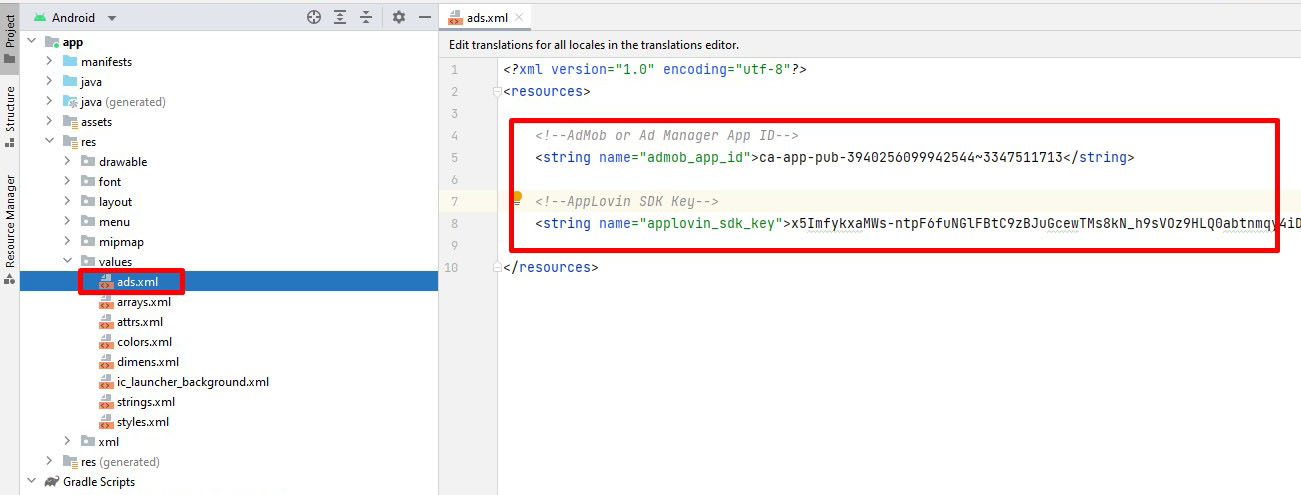 Project
Structure
Resource Manager
Android
app
manifests
java
java (generated)
assets
res
drawable
font
layout
menu
mipmap
values
ads.xml
arrays.xml
attrs.xml
colors.xml
dimens.xml
ic_launcher_background.xml
strings.xml
styles.xml
xml
res (generated)
Gradle Scripts
ads.xml
Edit translations for all locales in the translations editor.
1 <?xml version="1.0" encoding="utf-8"?>
2 <resources>
3
4 <!--AdMob or Ad Manager App ID-->
5 <string name="admob_app_id">ca-app-pub-3940256099942544~3347511713</string>
6
7 <!--AppLovin SDK Key-->
8 <string name="applovin_sdk_key">x5ImfykxaMWs-ntpF6fuNGlFBtC9zBJuGcewTMs8kN_h9sVOz9HLQ0abtnmqy4iD
9
10 </resources>